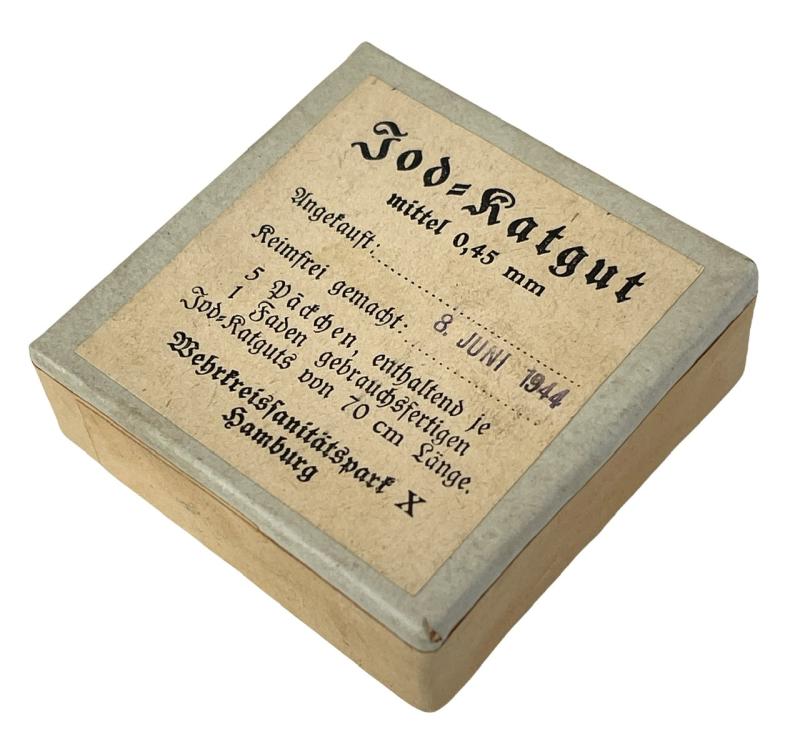 Jod-Katgut
mittel 0,45 mm
Angekauft:
Keimfrei gemacht: 8. JUNI 1944
5 Päckchen, enthaltend je
1 Faden gebrauchsfertigen
Jod-Katguts von 70 cm Länge.
Wehrkreissanitätspark X
Hamburg